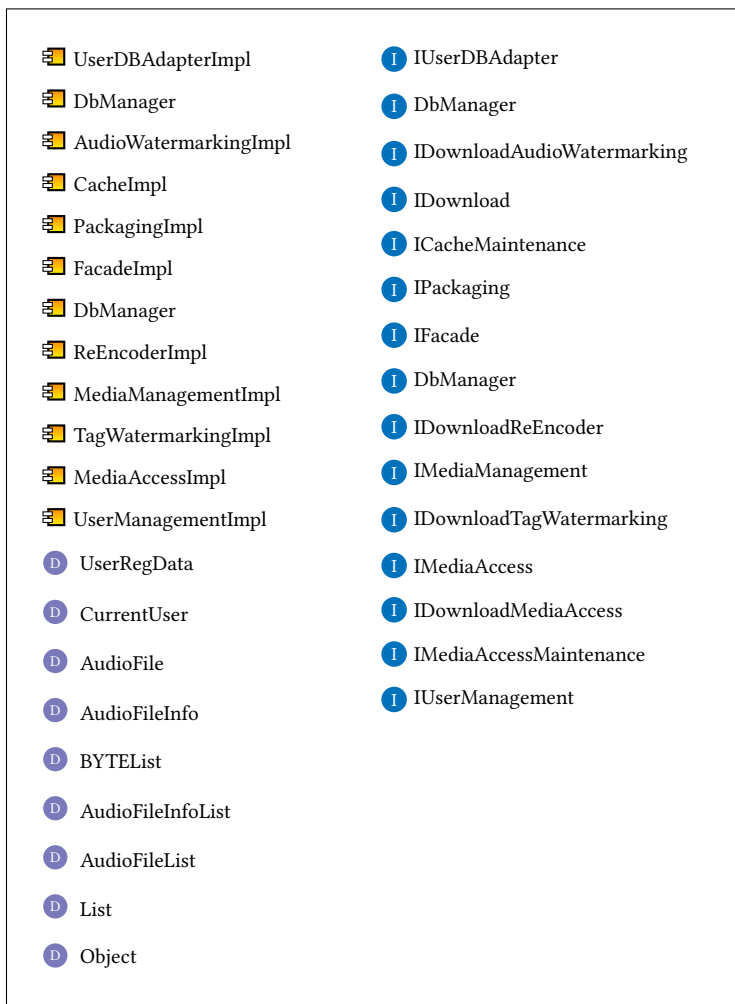 UserDBAdapterImpl
DbManager
AudioWatermarkingImpl
CacheImpl
PackagingImpl
FacadeImpl
DbManager
ReEncoderImpl
MediaManagementImpl
TagWatermarkingImpl
MediaAccessImpl
UserManagementImpl
D UserRegData
D CurrentUser
D AudioFile
D AudioFileInfo
D BYTEList
D AudioFileInfoList
D AudioFileList
D List
D Object
I IUserDBAdapter
I DbManager
I IDownloadAudioWatermarking
I IDownload
I ICacheMaintenance
I IPackaging
I IFacade
I DbManager
I IDownloadReEncoder
I IMediaManagement
I IDownloadTagWatermarking
I IMediaAccess
I IDownloadMediaAccess
I IMediaAccessMaintenance
I IUserManagement